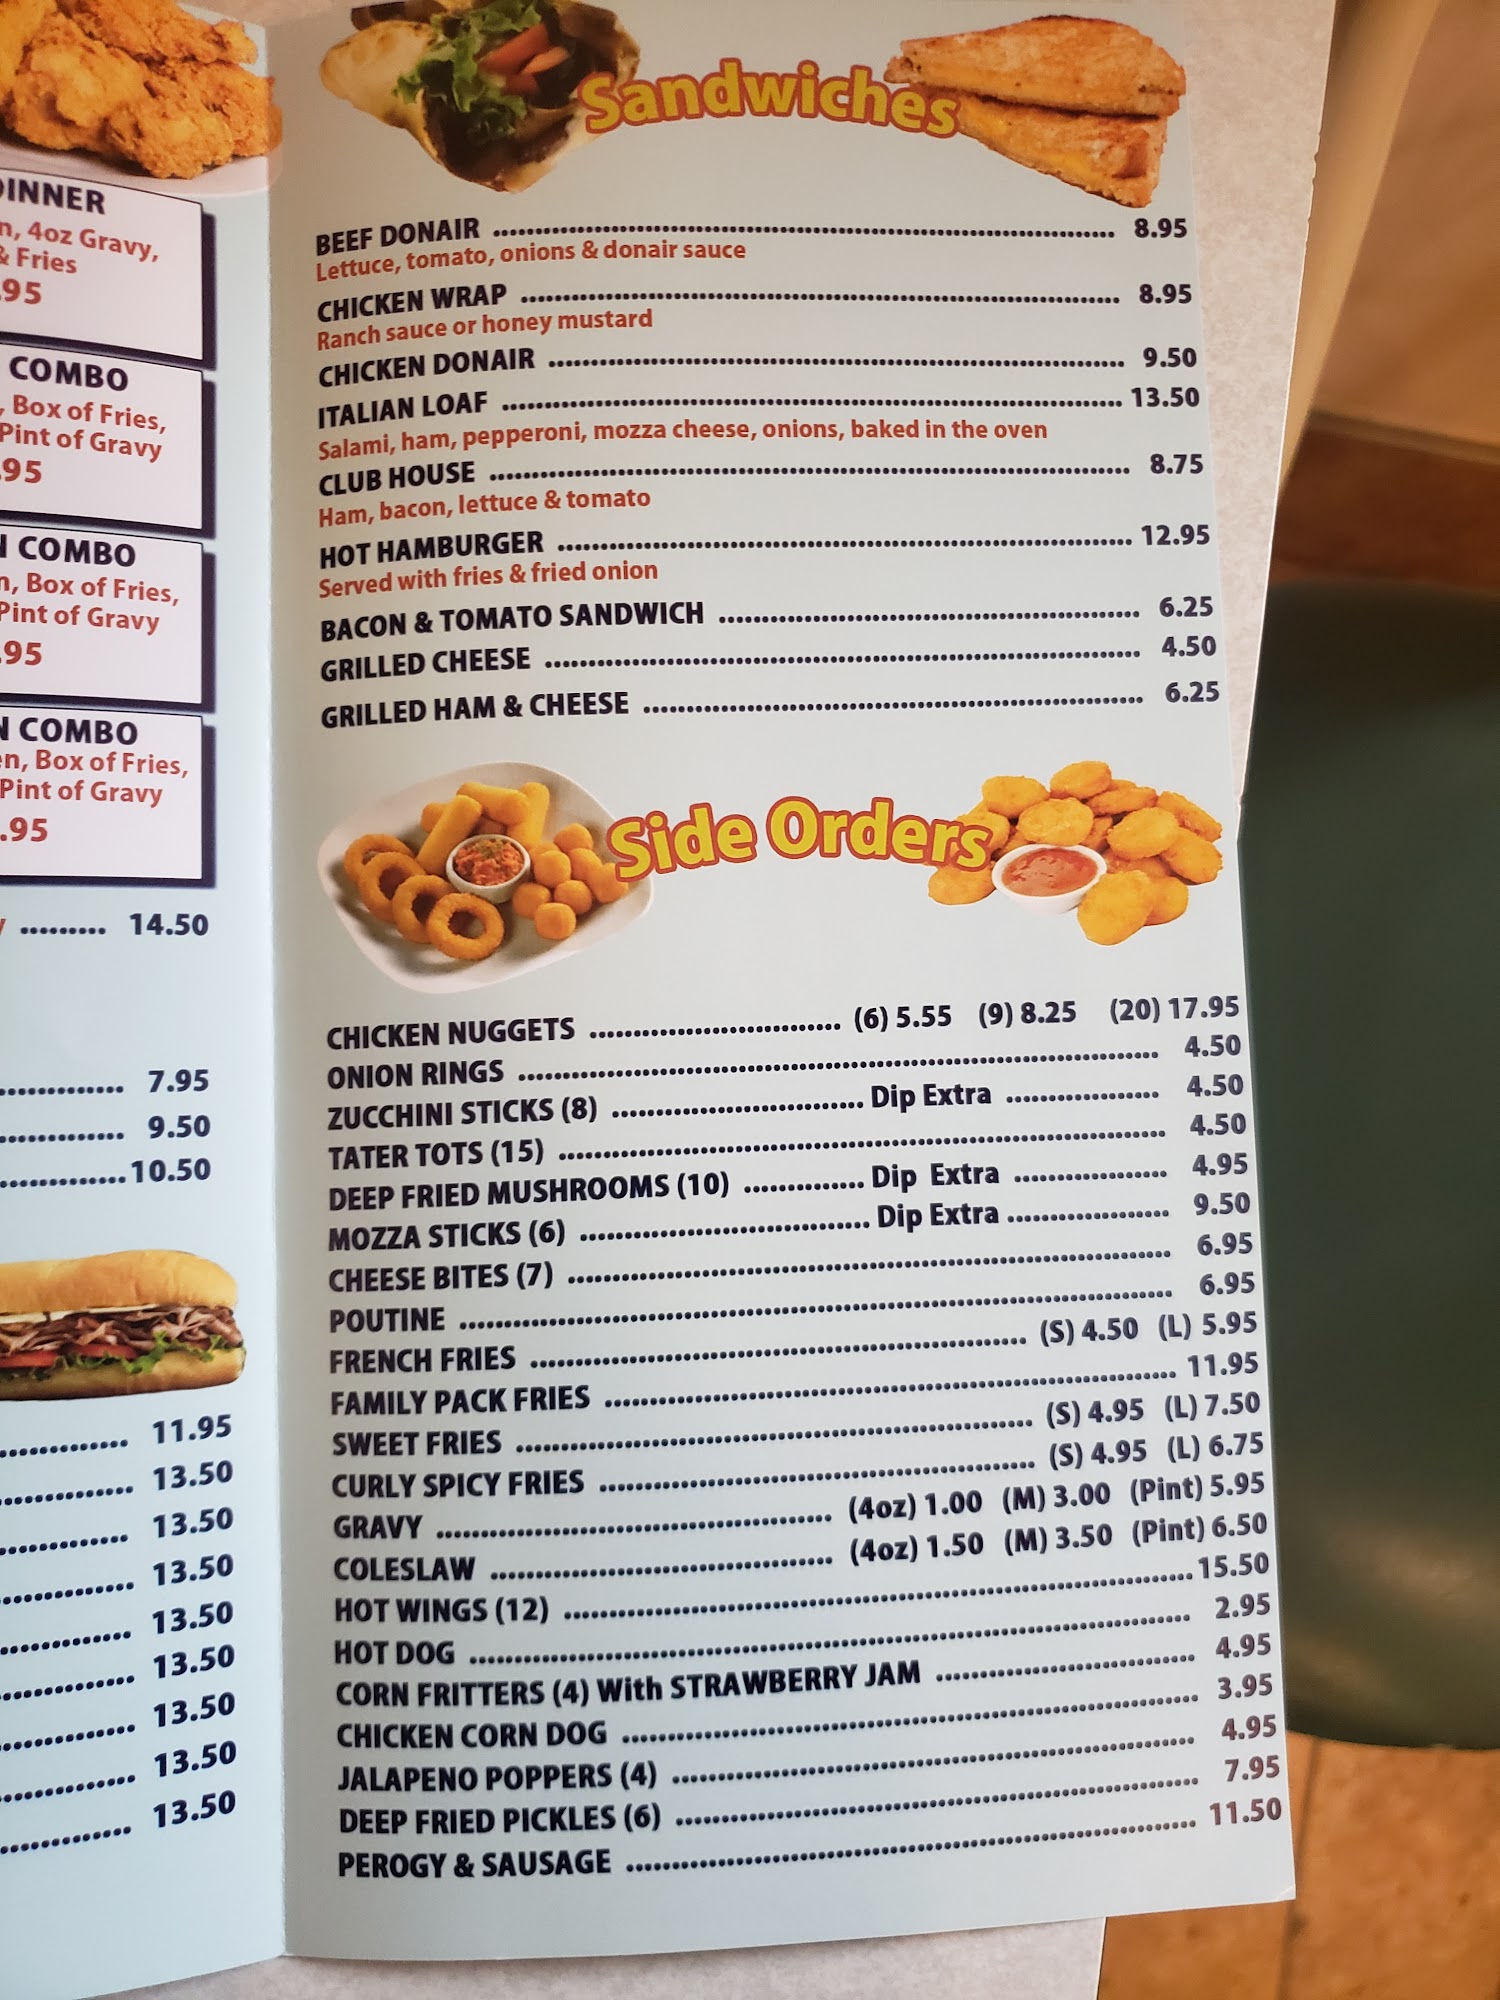 DINNER
4oz Gravy,
& Fries
.95
COMBO
, Box of Fries,
Pint of Gravy
.95
COMBO
Box of Fries,
Pint of Gravy
.95
COMBO
Box of Fries,
Pint of Gravy
.95
......... 14.50
............. 7.95
............. 9.50
.............10.50
............. 11.95
............. 13.50
............. 13.50
............. 13.50
............. 13.50
............. 13.50
............. 13.50
............. 13.50
............. 13.50
Sandwiches
BEEF DONAIR ............ 8.95
Lettuce, tomato, onions & donair sauce
CHICKEN WRAP ............ 8.95
Ranch sauce or honey mustard
CHICKEN DONAIR ............ 9.50
ITALIAN LOAF ............ 13.50
Salami, ham, pepperoni, mozza cheese, onions, baked in the oven
CLUB HOUSE ............ 8.75
Ham, bacon, lettuce & tomato
HOT HAMBURGER ............ 12.95
Served with fries & fried onion
BACON & TOMATO SANDWICH ............ 6.25
GRILLED CHEESE ............ 4.50
GRILLED HAM & CHEESE ............ 6.25
Side Orders
CHICKEN NUGGETS ............ (6) 5.55 (9) 8.25 (20) 17.95
ONION RINGS ............ 4.50
ZUCCHINI STICKS (8) ............ Dip Extra ............ 4.50
TATER TOTS (15) ............ 4.50
DEEP FRIED MUSHROOMS (10) ............ Dip Extra ............ 4.95
MOZZA STICKS (6) ............ Dip Extra ............ 9.50
CHEESE BITES (7) ............ 6.95
POUTINE ............ 6.95
FRENCH FRIES ............ (S) 4.50 (L) 5.95
FAMILY PACK FRIES ............ 11.95
SWEET FRIES ............ (S) 4.95 (L) 7.50
CURLY SPICY FRIES ............ (S) 4.95 (L) 6.75
GRAVY ............ (4oz) 1.00 (M) 3.00 (Pint) 5.95
COLESLAW ............ (4oz) 1.50 (M) 3.50 (Pint) 6.50
HOT WINGS (12) ............ 15.50
HOT DOG ............ 2.95
CORN FRITTERS (4) With STRAWBERRY JAM ............ 4.95
CHICKEN CORN DOG ............ 3.95
JALAPENO POPPERS (4) ............ 4.95
DEEP FRIED PICKLES (6) ............ 7.95
PEROGY & SAUSAGE ............ 11.50